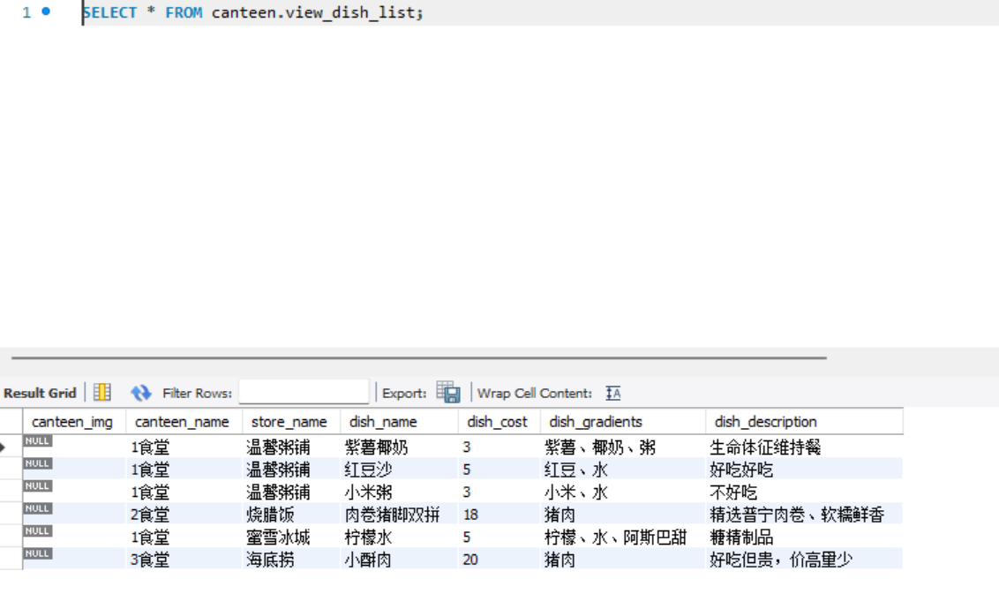 1 SELECT * FROM canteen.view_dish_list;
Result Grid Filter Rows: Export: Wrap Cell Content: IA
canteen_img canteen_name store_name dish_name dish_cost dish_gradients dish_description
NULL 1食堂 温馨粥铺 紫薯椰奶 3 紫薯、椰奶、粥 生命体征维持餐
NULL 1食堂 温馨粥铺 红豆沙 5 红豆、水 好吃好吃
NULL 1食堂 温馨粥铺 小米粥 3 小米、水 不好吃
NULL 2食堂 烧腊饭 肉卷猪脚双拼 18 猪肉 精选普宁肉卷、软糯鲜香
NULL 1食堂 蜜雪冰城 柠檬水 5 柠檬、水、阿斯巴甜 糖精制品
NULL 3食堂 海底捞 小酥肉 20 猪肉 好吃但贵，价高量少